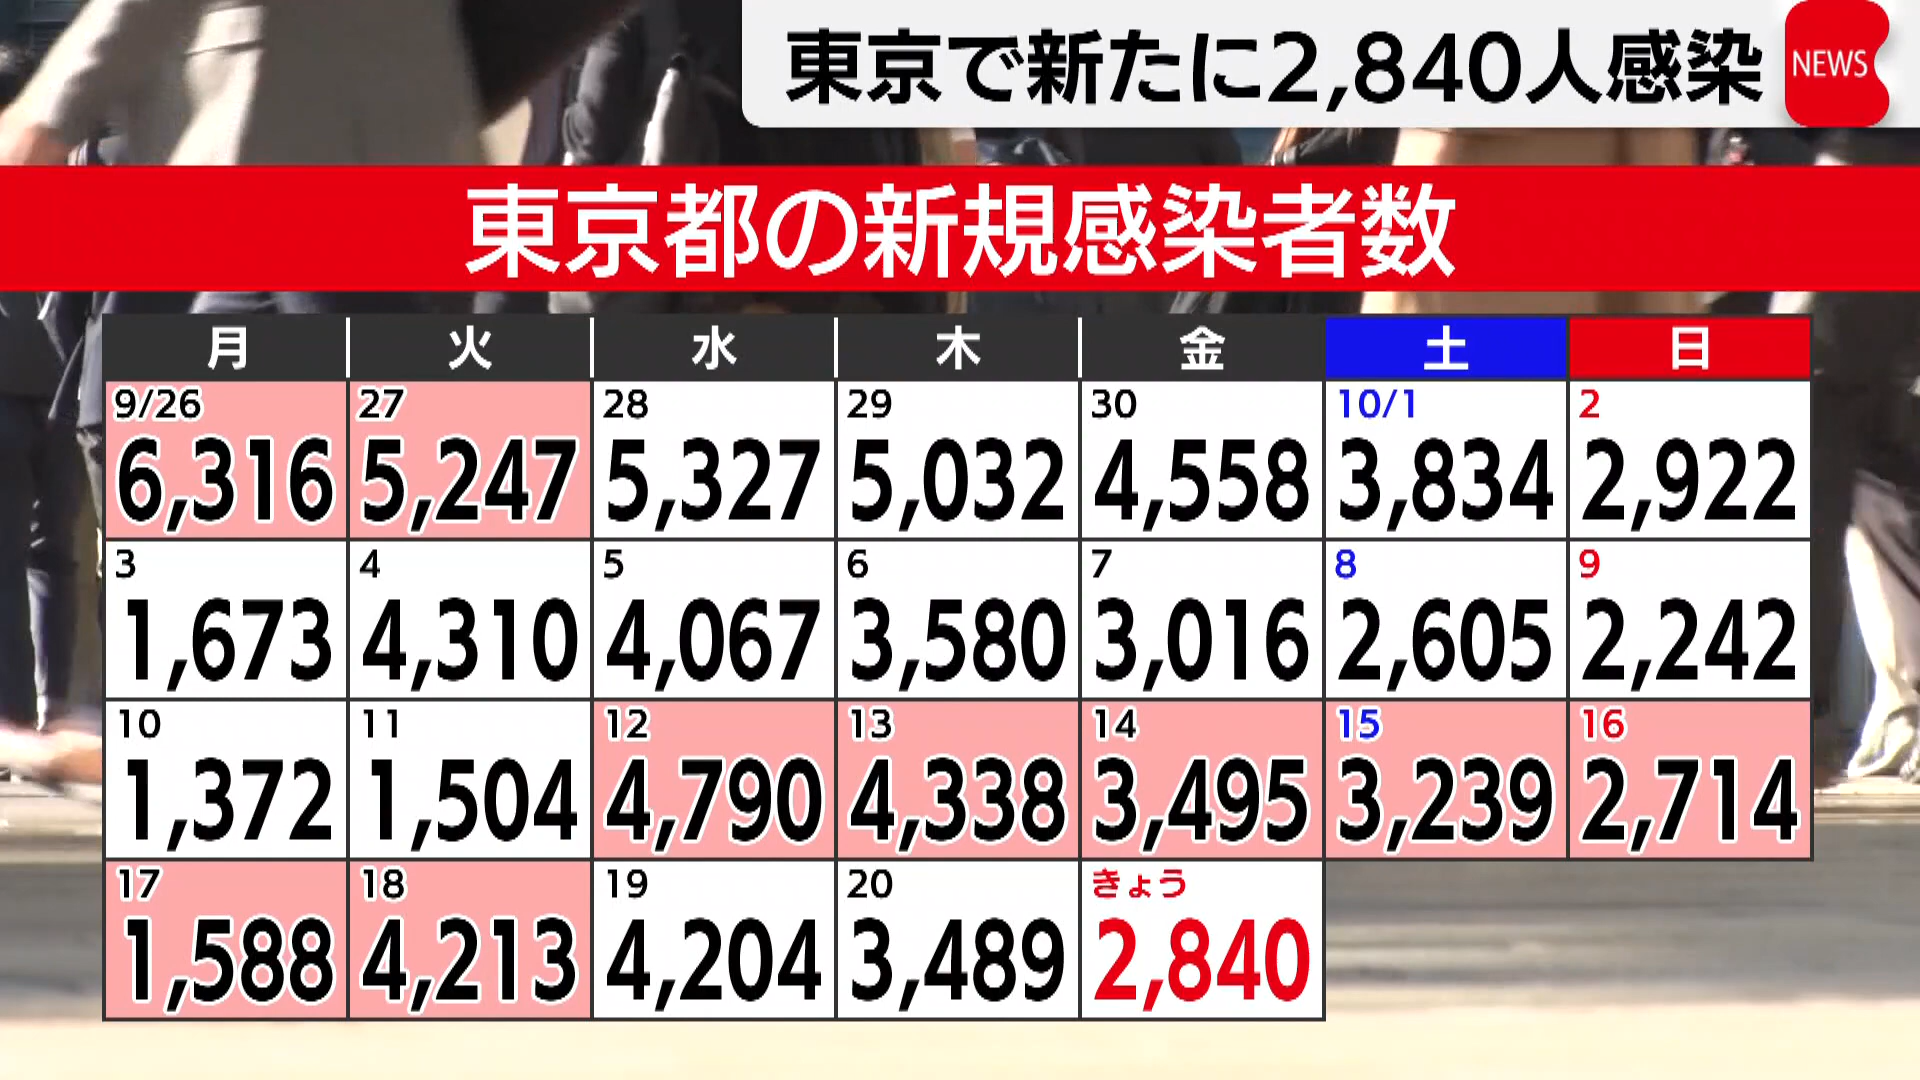 東京で新たに2,840人感染
NEWS
東京都の新規感染者数
月 火 水 木 金 土 日
9/26 27 28 29 30 10/1 2
6,316 5,247 5,327 5,032 4,558 3,834 2,922
3 4 5 6 7 8 9
1,673 4,310 4,067 3,580 3,016 2,605 2,242
10 11 12 13 14 15 16
1,372 1,504 4,790 4,338 3,495 3,239 2,714
17 18 19 20 きょう
1,588 4,213 4,204 3,489 2,840